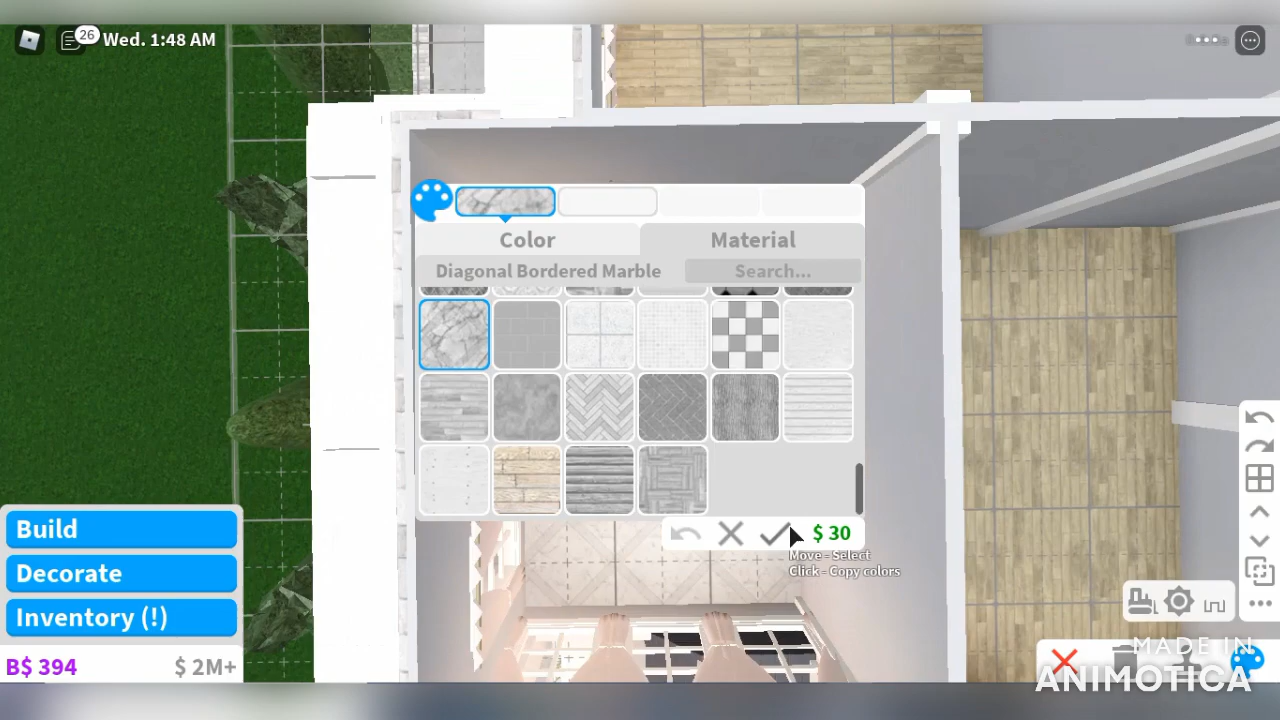 26
Wed. 1:48 AM
Color
Material
Diagonal Bordered Marble
Search...
$ 30
Move - Select
Click - Copy colors
Build
Decorate
Inventory (!)
B$ 394
$ 2M+
MADE IN
ANIMOTICA